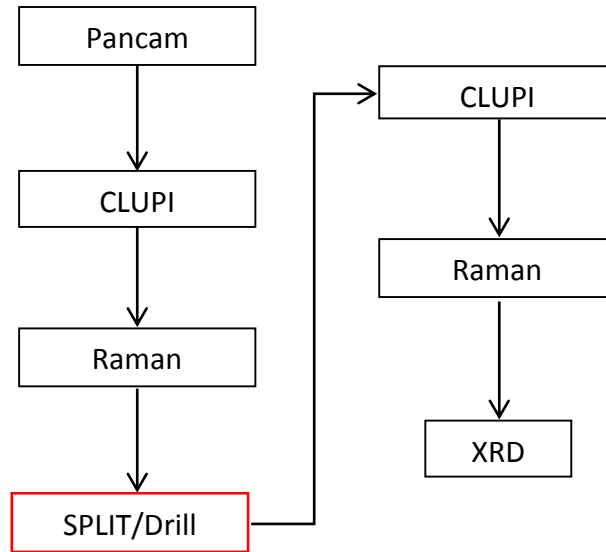 Pancam
CLUPI
Raman
SPLIT/Drill
CLUPI
Raman
XRD